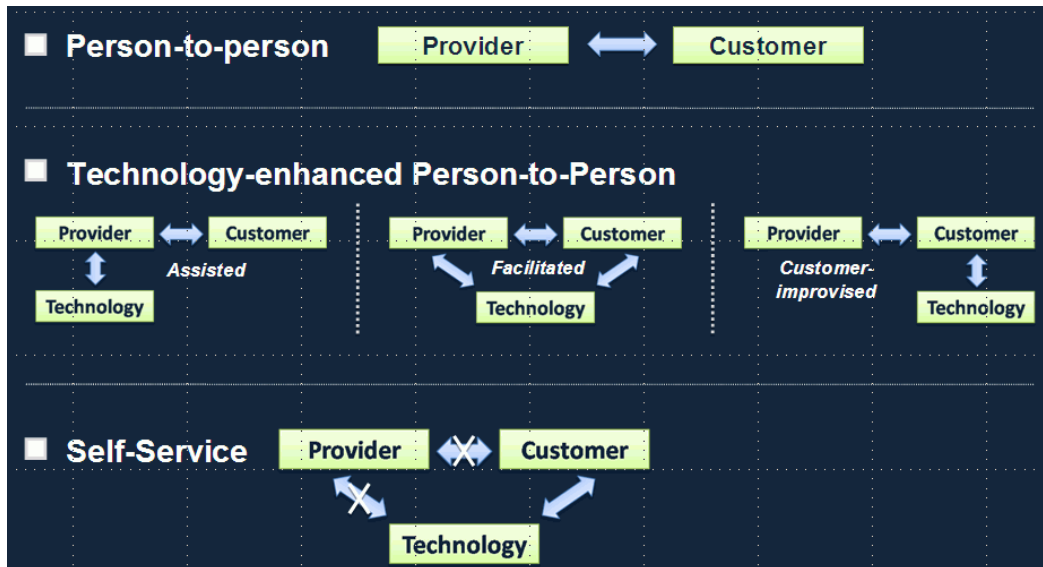 Person-to-person
Provider
Customer
Technology-enhanced Person-to-Person
Provider
Customer
Assisted
Technology
Provider
Customer
Facilitated
Technology
Provider
Customer
Customer-
improvised
Technology
Self-Service
Provider
Customer
Technology